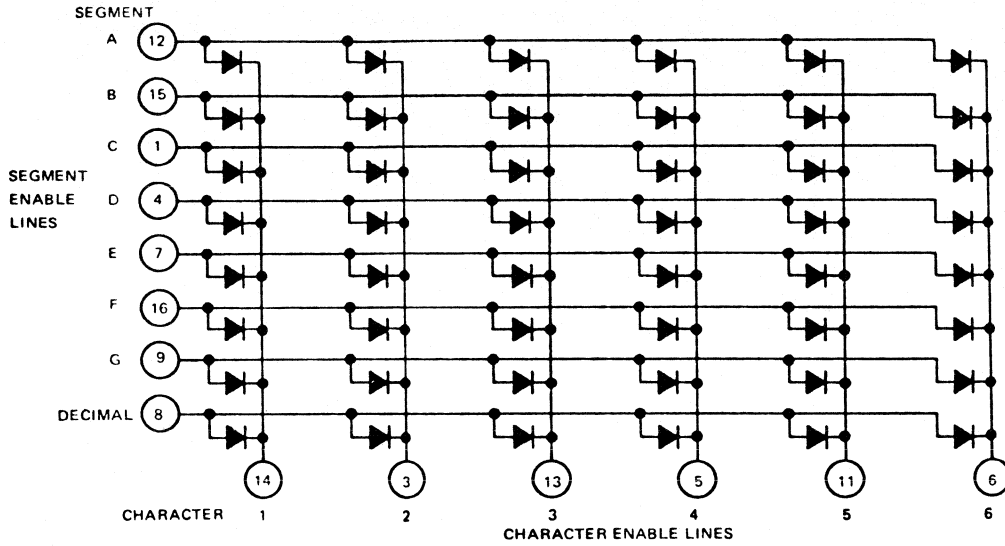 SEGMENT
A 12
B 15
C 1
SEGMENT
ENABLE
LINES
D 4
E 7
F 16
G 9
DECIMAL 8
14 3 13 5 11 6
CHARACTER 1 2 3 4 5 6
CHARACTER ENABLE LINES